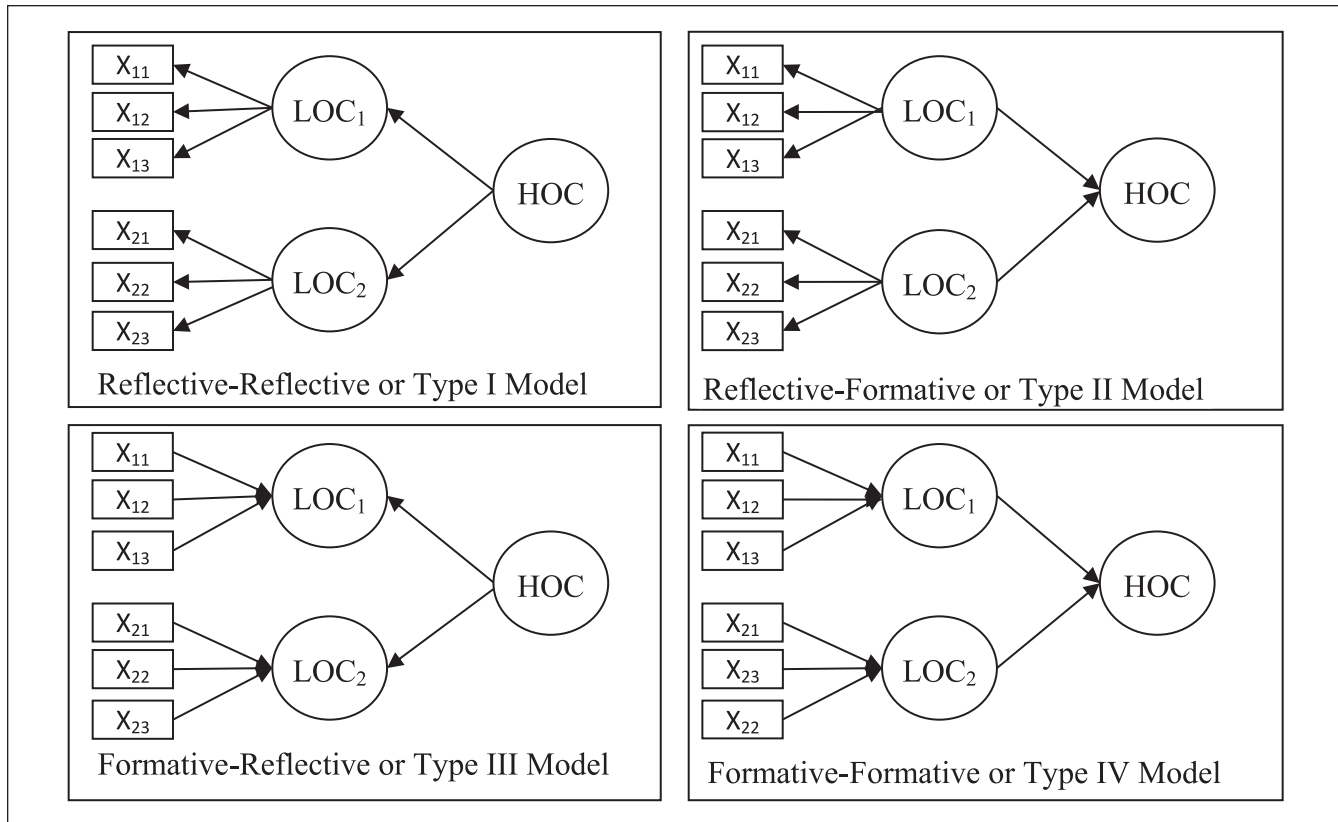 X₁₁
X₁₂
X₁₃
LOC₁
HOC
X₂₁
X₂₂
X₂₃
LOC₂
Reflective-Reflective or Type I Model
X₁₁
X₁₂
X₁₃
LOC₁
HOC
X₂₁
X₂₂
X₂₃
LOC₂
Reflective-Formative or Type II Model
X₁₁
X₁₂
X₁₃
LOC₁
HOC
X₂₁
X₂₂
X₂₃
LOC₂
Formative-Reflective or Type III Model
X₁₁
X₁₂
X₁₃
LOC₁
HOC
X₂₁
X₂₃
X₂₂
LOC₂
Formative-Formative or Type IV Model